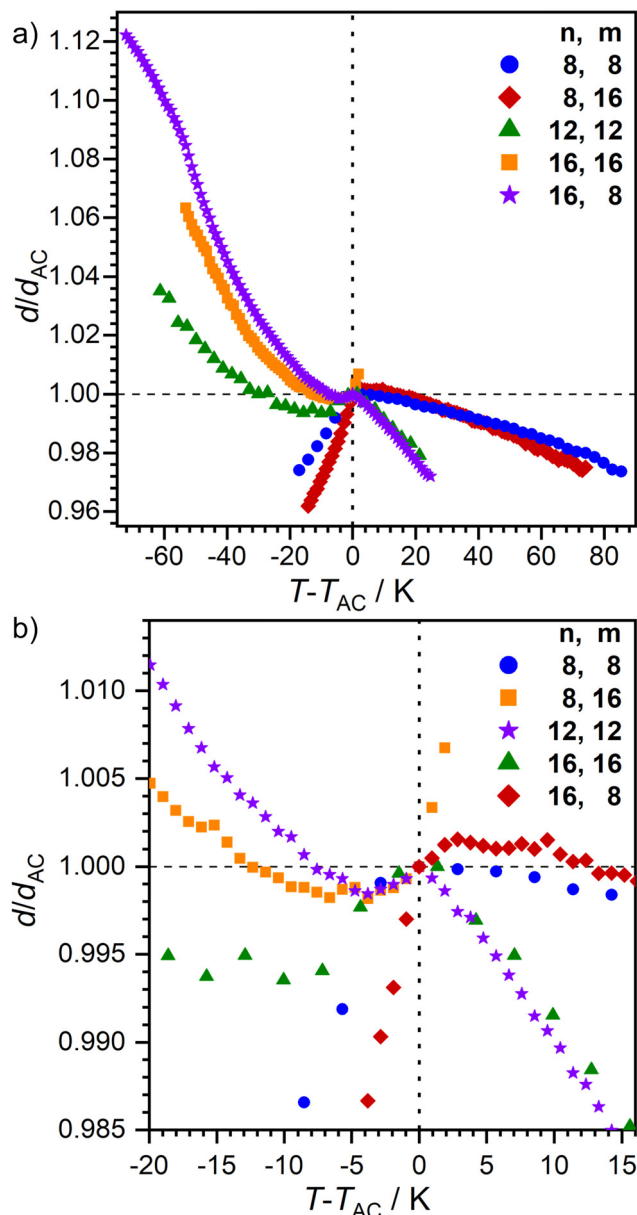 a)
n, m
8, 8
8, 16
12, 12
16, 16
16, 8
1.12
1.10
1.08
1.06
1.04
1.02
1.00
0.98
0.96
d/dAC
-60 -40 -20 0 20 40 60 80
T-TAC / K
b)
n, m
8, 8
8, 16
12, 12
16, 16
16, 8
1.010
1.005
1.000
0.995
0.990
0.985
d/dAC
-20 -15 -10 -5 0 5 10 15
T-TAC / K